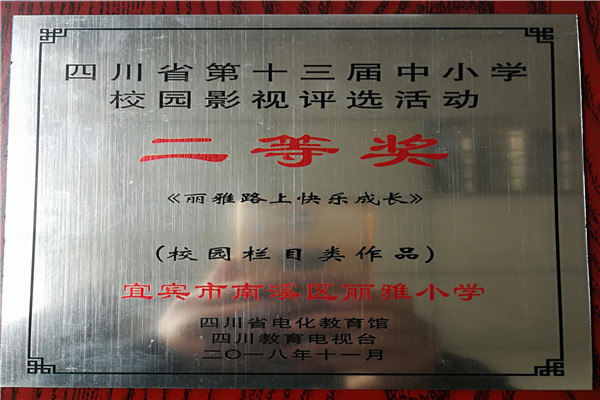 四川省第十三届中小学
校园影视评选活动
二等奖
《丽雅路上快乐成长》
(校园栏目类作品)
宜宾市南溪区丽雅小学
四川省电化教育馆
四川教育电视台
二〇一八年十一月